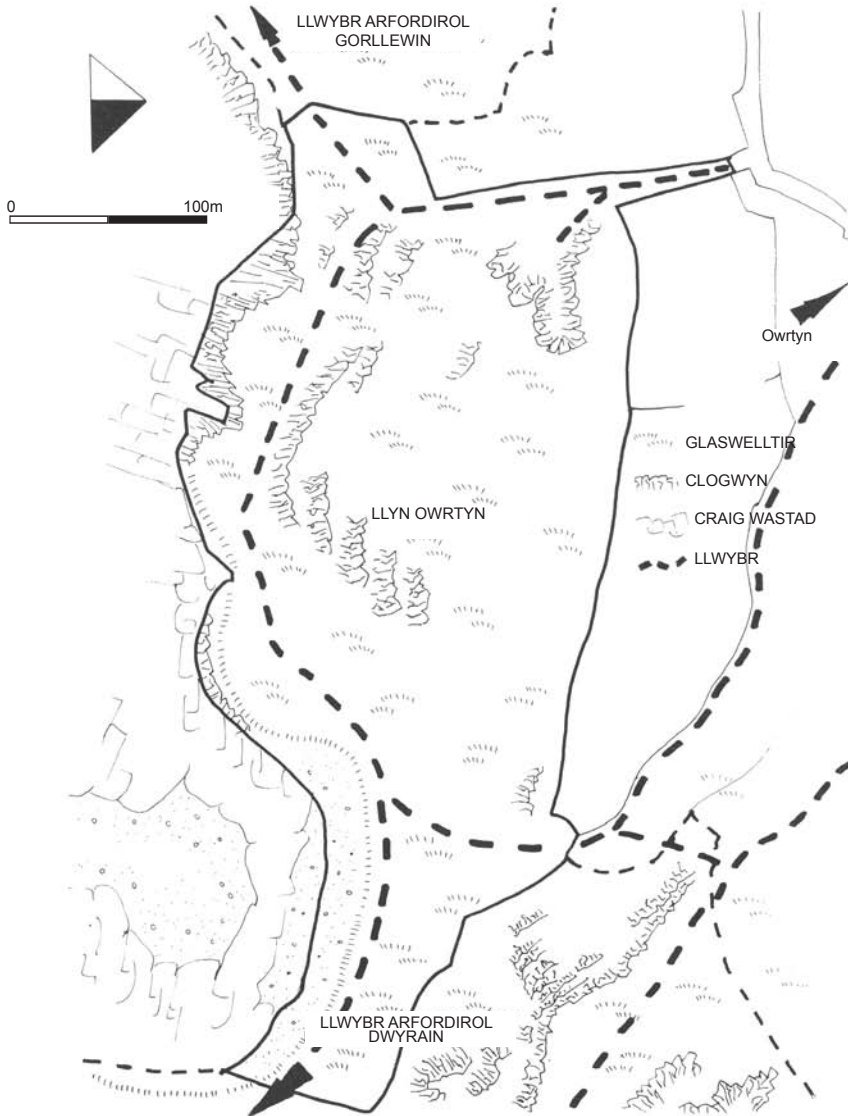 LLWYBR ARFORDIROL
GORLLEWIN
0 100m
Owrtyn
GLASWELLTIR
CLOGWYN
LLYN OWRTYN
CRAIG WASTAD
LLWYBR
LLWYBR ARFORDIROL
DWYRAIN